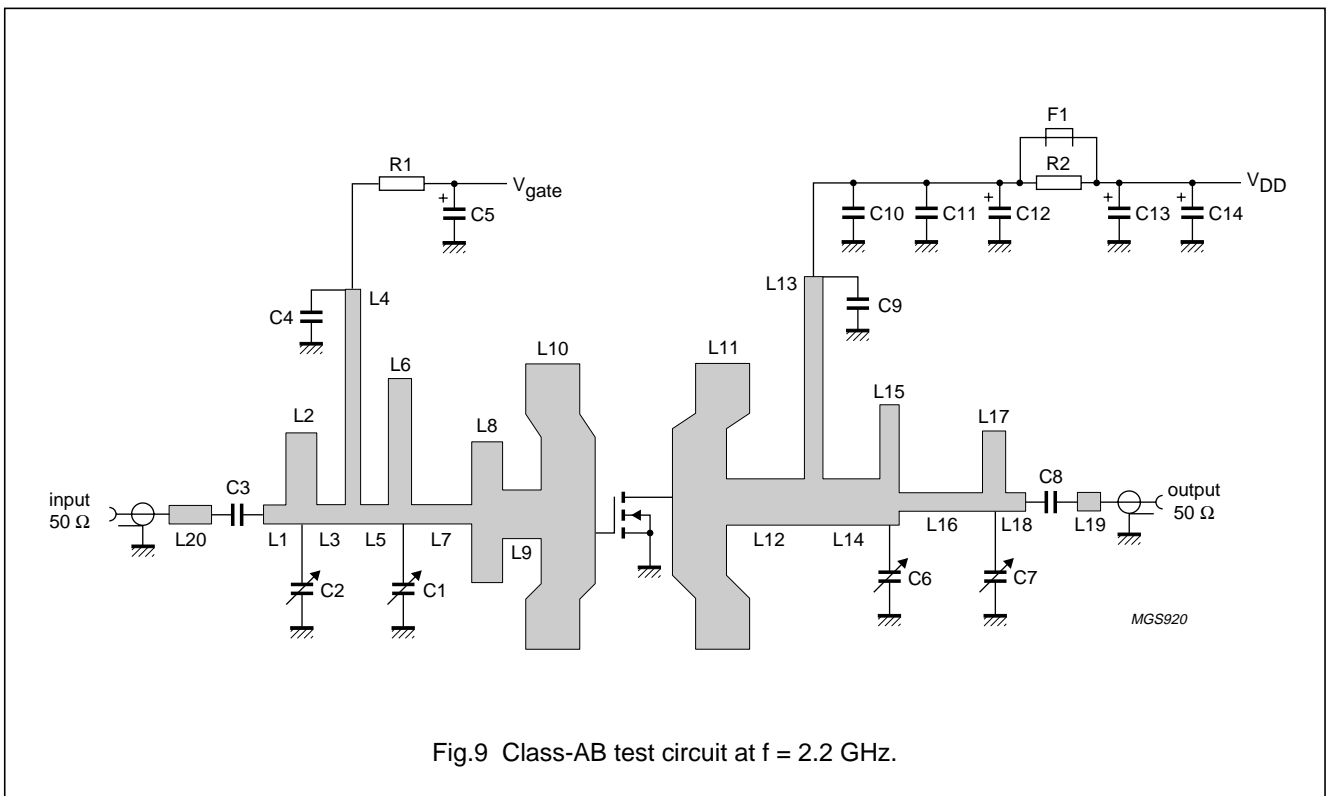 F1
R1
R2
Vgate
VDD
C5
C10
C11
C12
C13
C14
+
+
+
+
L4
L13
C4
C9
L10
L11
L6
L15
L2
L8
L17
C3
C8
input
50 Ω
output
50 Ω
L20
L1
L3
L5
L7
L9
L12
L14
L16
L18
L19
C2
C1
C6
C7
MGS920
Fig.9 Class-AB test circuit at f = 2.2 GHz.